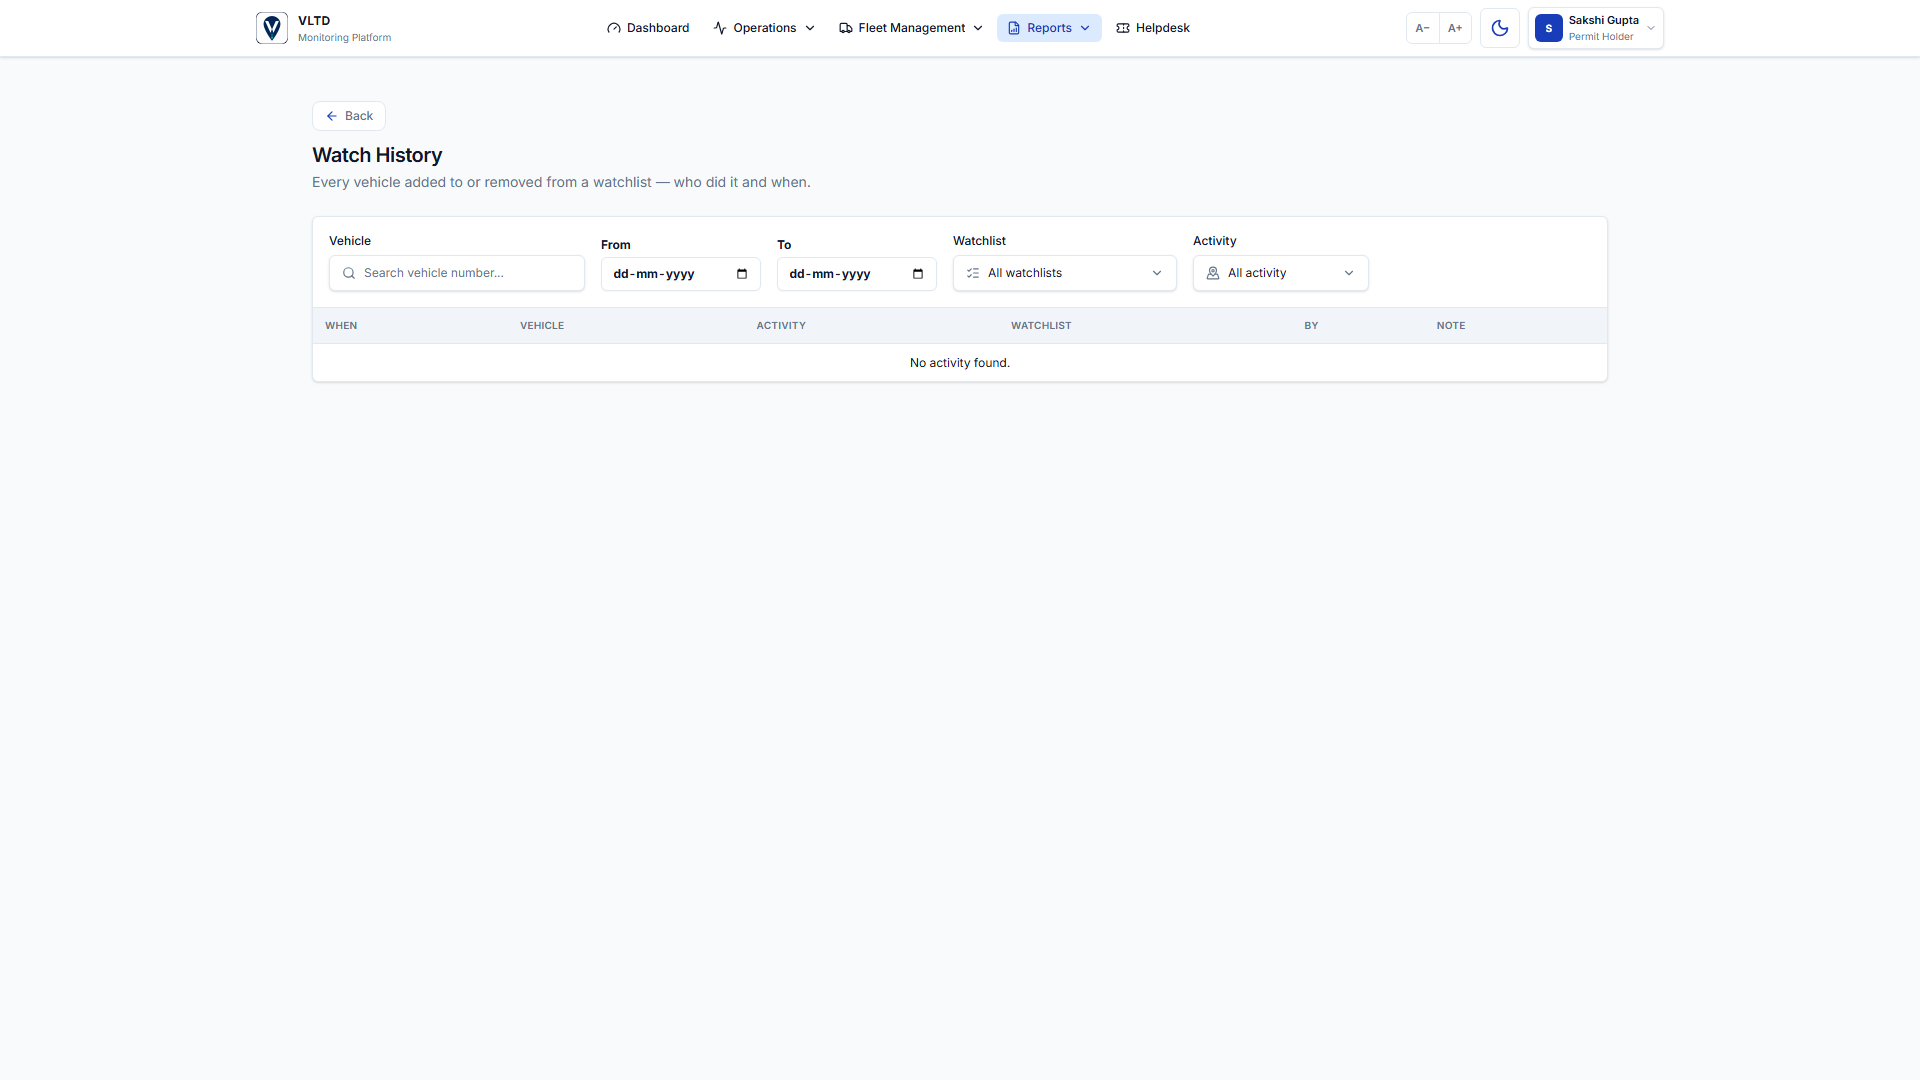 VLTD
Monitoring Platform
Dashboard
Operations
Fleet Management
Reports
Helpdesk
A−
A+
S
Sakshi Gupta
Permit Holder
Back
Watch History
Every vehicle added to or removed from a watchlist — who did it and when.
Vehicle
Search vehicle number...
From
dd-mm-yyyy
To
dd-mm-yyyy
Watchlist
All watchlists
Activity
All activity
WHEN VEHICLE ACTIVITY WATCHLIST BY NOTE
No activity found.